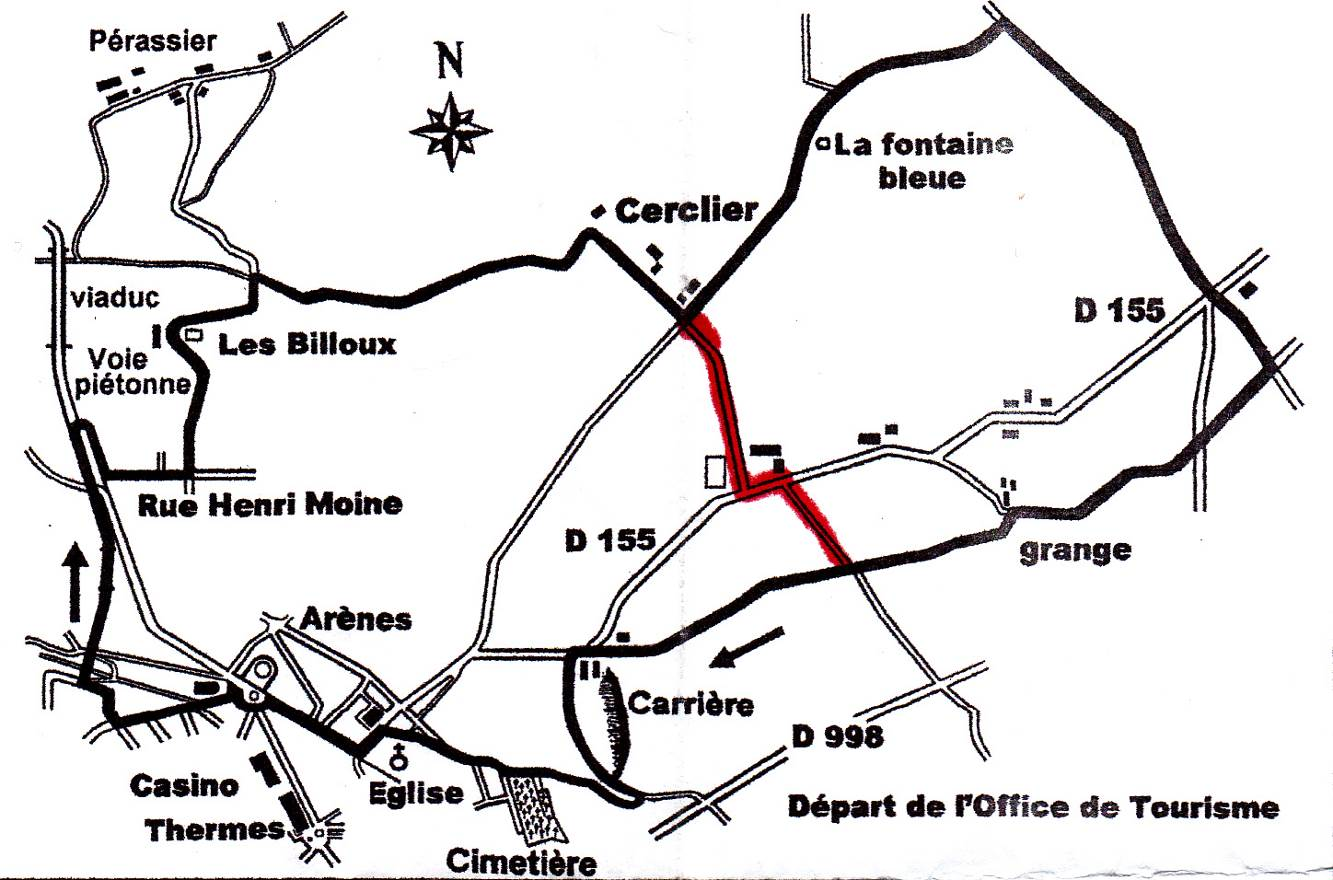 Pérassier
N
La fontaine
bleue
Cerclier
viaduc
D 155
Les Billoux
Voie
piétonne
Rue Henri Moine
D 155
grange
Arènes
Carrière
D 998
Casino
Eglise
Départ de l'Office de Tourisme
Thermes
Cimetière